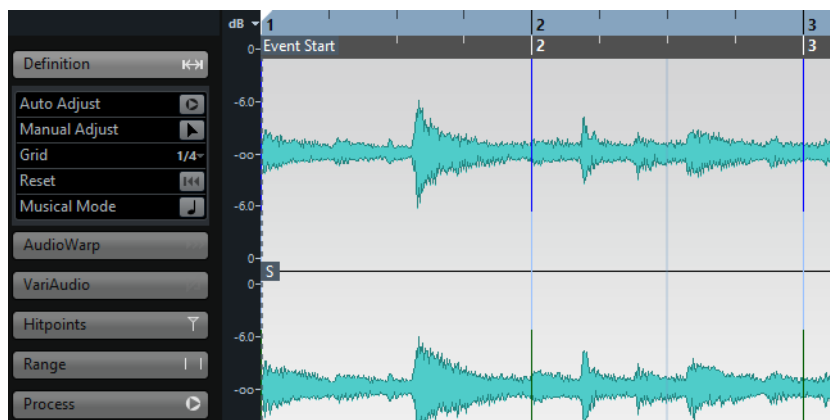 dB
1
2
3
Event Start
2
3
Definition
Auto Adjust
Manual Adjust
Grid 1/4
Reset
Musical Mode
AudioWarp
VariAudio
Hitpoints
Range
Process
0
-6.0
-oo
-6.0
0
S
0
-6.0
-oo